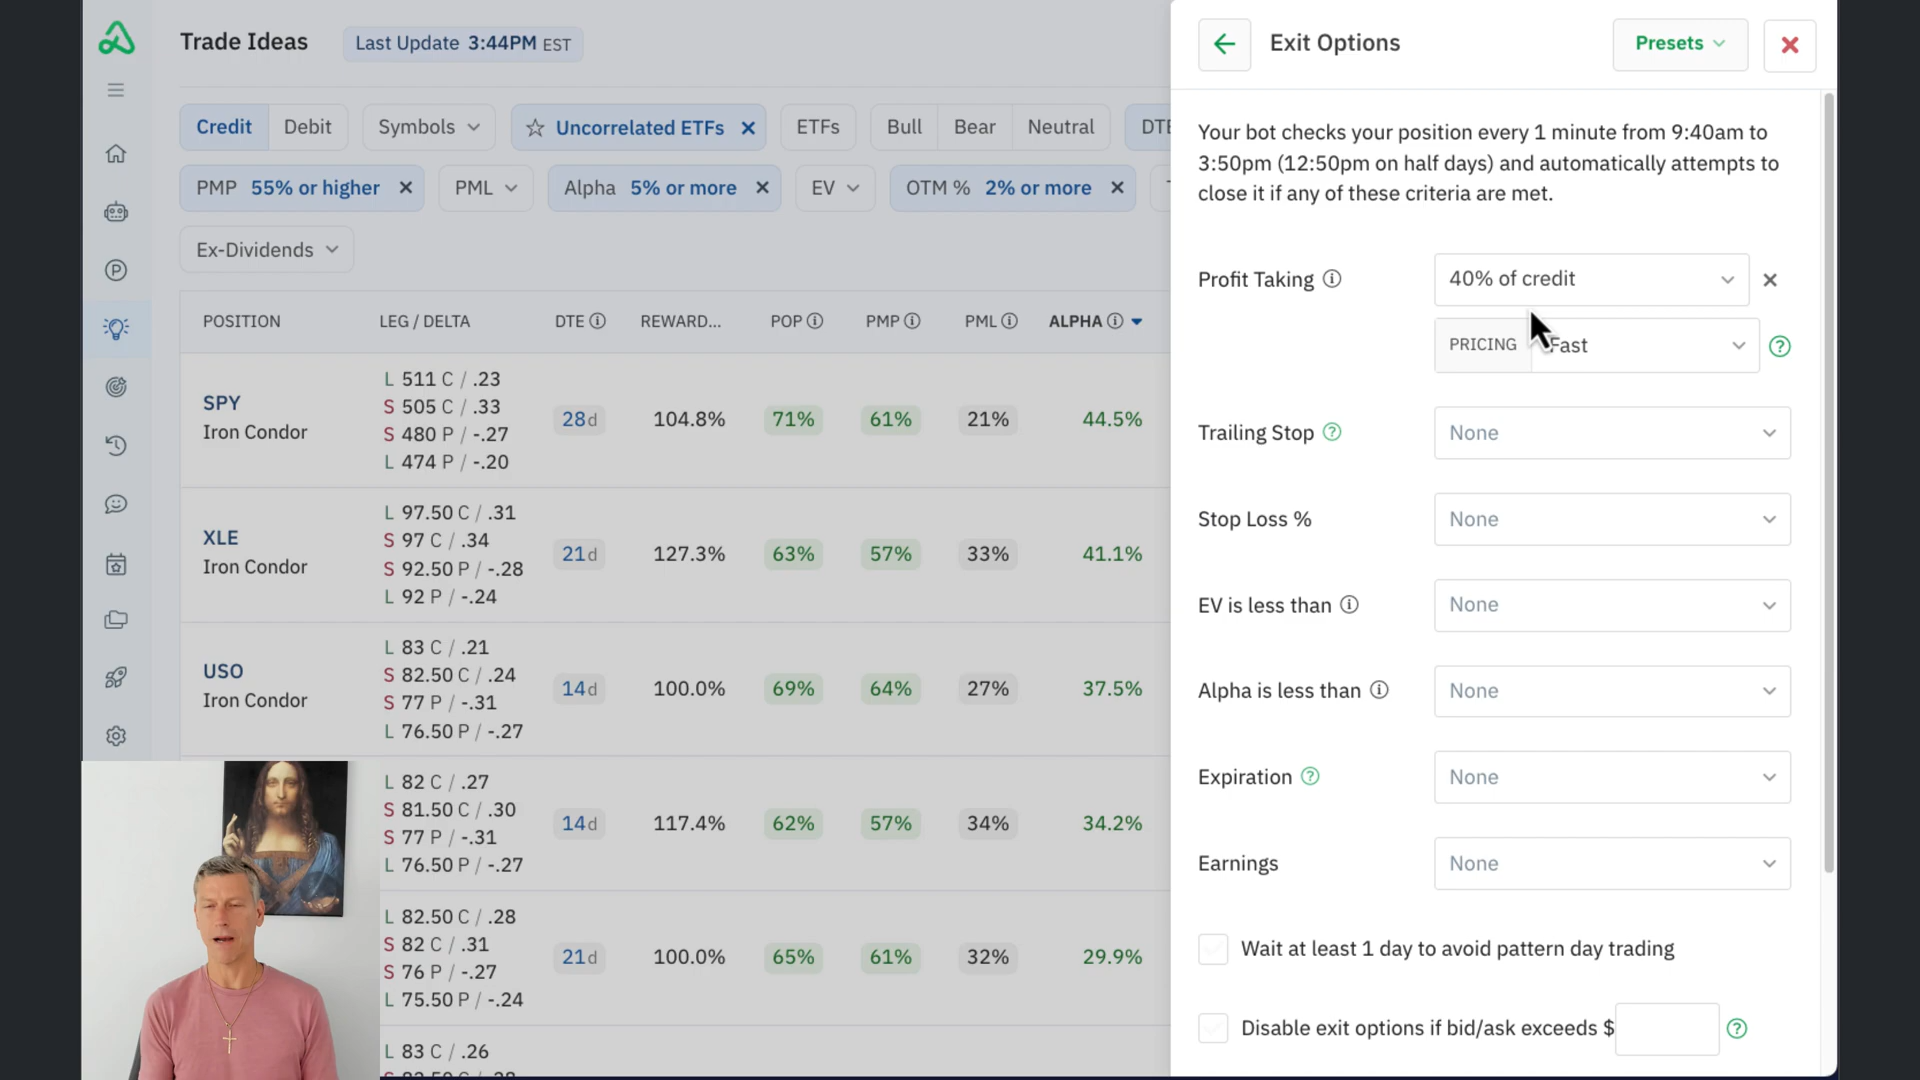 Trade Ideas
Last Update 3:44PM EST
Credit Debit Symbols Uncorrelated ETFs ETFs Bull Bear Neutral
PMP 55% or higher PML Alpha 5% or more EV OTM % 2% or more
Ex-Dividends
POSITION LEG / DELTA DTE REWARD... POP PMP PML ALPHA
SPY
Iron Condor
L 511 C / .23
S 505 C / .33
S 480 P / -.27
L 474 P / -.20
28d 104.8% 71% 61% 21% 44.5%
XLE
Iron Condor
L 97.50 C / .31
S 97 C / .34
S 92.50 P / -.28
L 92 P / -.24
21d 127.3% 63% 57% 33% 41.1%
USO
Iron Condor
L 83 C / .21
S 82.50 C / .24
S 77 P / -.31
L 76.50 P / -.27
14d 100.0% 69% 64% 27% 37.5%
L 82 C / .27
S 81.50 C / .30
S 77 P / -.31
L 76.50 P / -.27
14d 117.4% 62% 57% 34% 34.2%
L 82.50 C / .28
S 82 C / .31
S 76 P / -.27
L 75.50 P / -.24
21d 100.0% 65% 61% 32% 29.9%
L 83 C / .26
Exit Options
Presets
Your bot checks your position every 1 minute from 9:40am to
3:50pm (12:50pm on half days) and automatically attempts to
close it if any of these criteria are met.
Profit Taking 40% of credit
PRICING Fast
Trailing Stop None
Stop Loss % None
EV is less than None
Alpha is less than None
Expiration None
Earnings None
Wait at least 1 day to avoid pattern day trading
Disable exit options if bid/ask exceeds $